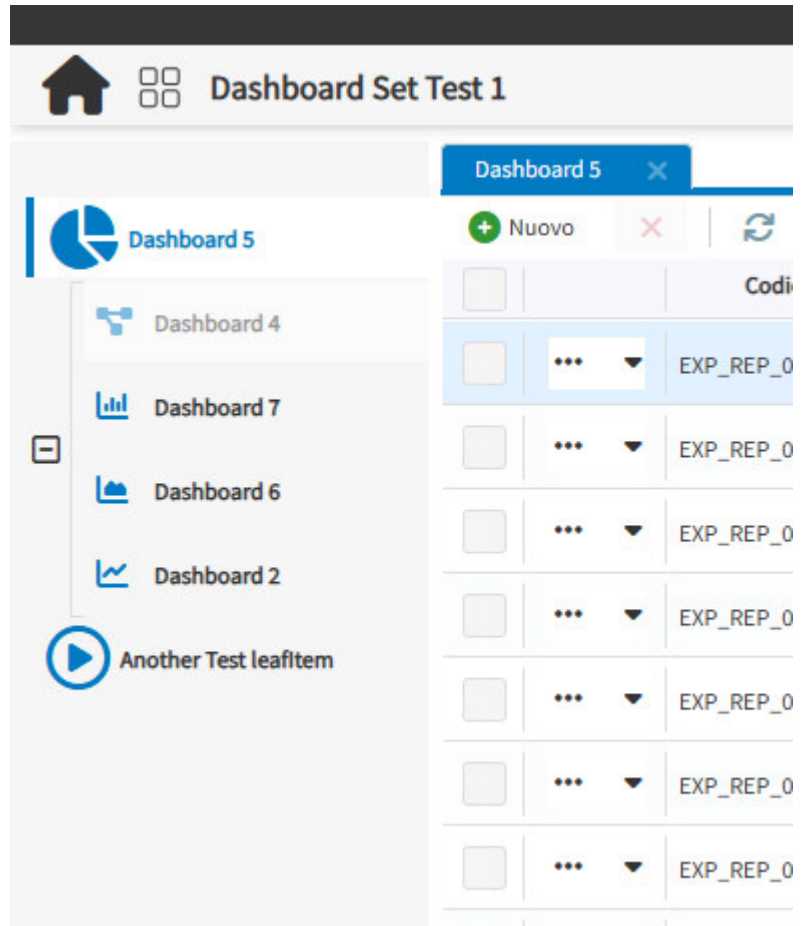 Dashboard Set Test 1
Dashboard 5
Dashboard 4
Dashboard 7
Dashboard 6
Dashboard 2
Another Test leafItem
Dashboard 5
Nuovo
Codi
EXP_REP_0
EXP_REP_0
EXP_REP_0
EXP_REP_0
EXP_REP_0
EXP_REP_0
EXP_REP_0